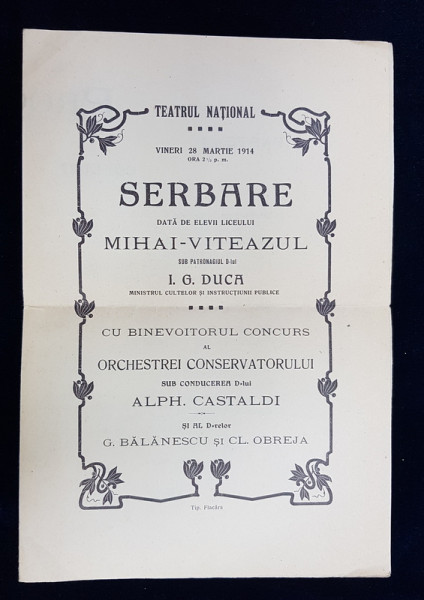 TEATRUL NAȚIONAL
VINERI 28 MARTIE 1914
ORA 2 ½ p. m.
SERBARE
DATĂ DE ELEVII LICEULUI
MIHAI-VITEAZUL
SUB PATRONAGIUL D-lui
I. G. DUCA
MINISTRUL CULTELOR ȘI INSTRUCȚIUNII PUBLICE
CU BINEVOITORUL CONCURS
AL
ORCHESTREI CONSERVATORULUI
SUB CONDUCEREA D-lui
ALPH. CASTALDI
ȘI AL D-relor
G. BĂLĂNESCU ȘI CL. OBREJA
Tip.